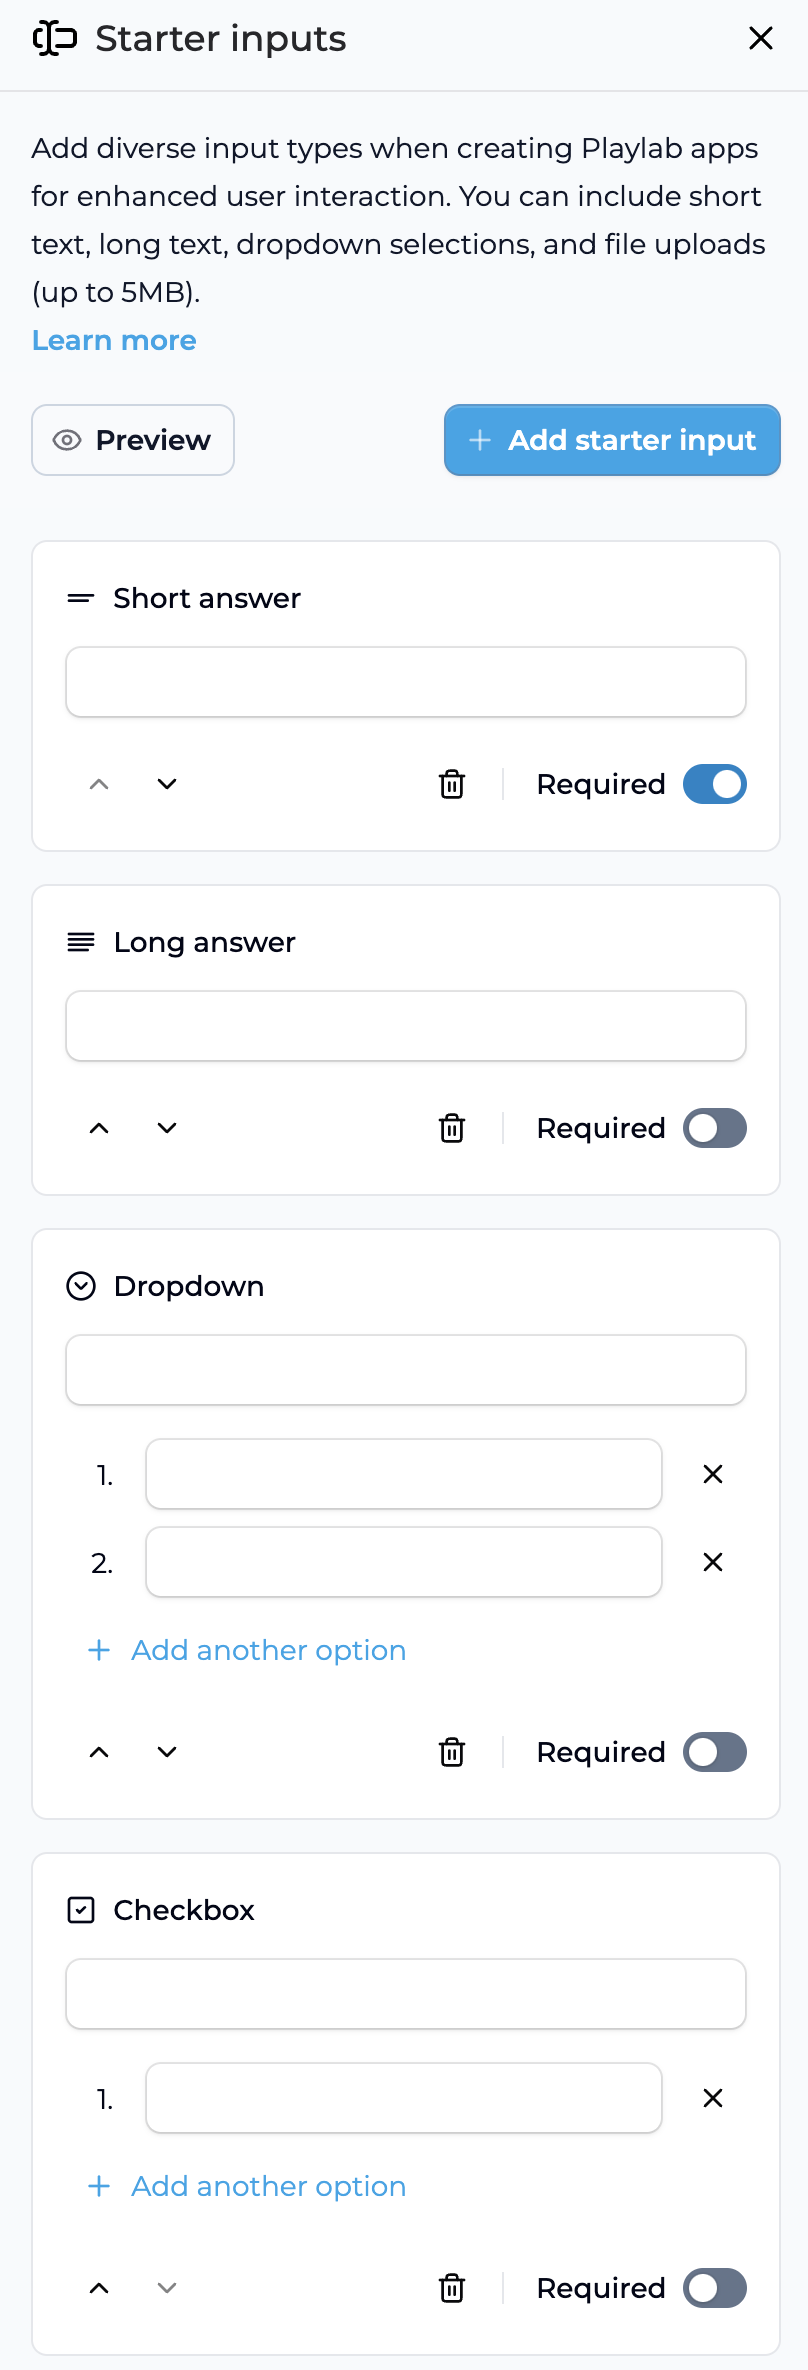 Starter inputs
Add diverse input types when creating Playlab apps
for enhanced user interaction. You can include short
text, long text, dropdown selections, and file uploads
(up to 5MB).
Learn more
Preview
Add starter input
Short answer
Required
Long answer
Required
Dropdown
1.
2.
Add another option
Required
Checkbox
1.
Add another option
Required